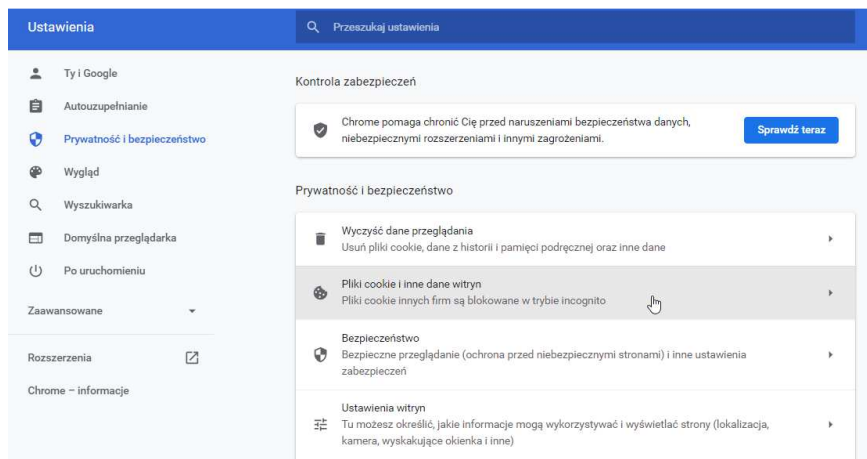 Ustawienia
Przeszukaj ustawienia
Ty i Google
Autouzupełnianie
Prywatność i bezpieczeństwo
Wygląd
Wyszukiwarka
Domyślna przeglądarka
Po uruchomieniu
Zaawansowane
Rozszerzenia
Chrome – informacje
Kontrola zabezpieczeń
Chrome pomaga chronić Cię przed naruszeniami bezpieczeństwa danych,
niebezpiecznymi rozszerzeniami i innymi zagrożeniami.
Sprawdź teraz
Prywatność i bezpieczeństwo
Wyczyść dane przeglądania
Usuń pliki cookie, dane z historii i pamięci podręcznej oraz inne dane
Pliki cookie i inne dane witryn
Pliki cookie innych firm są blokowane w trybie incognito
Bezpieczeństwo
Bezpieczne przeglądanie (ochrona przed niebezpiecznymi stronami) i inne ustawienia
zabezpieczeń
Ustawienia witryn
Tu możesz określić, jakie informacje mogą wykorzystywać i wyświetlać strony (lokalizacja,
kamera, wyskakujące okienka i inne)